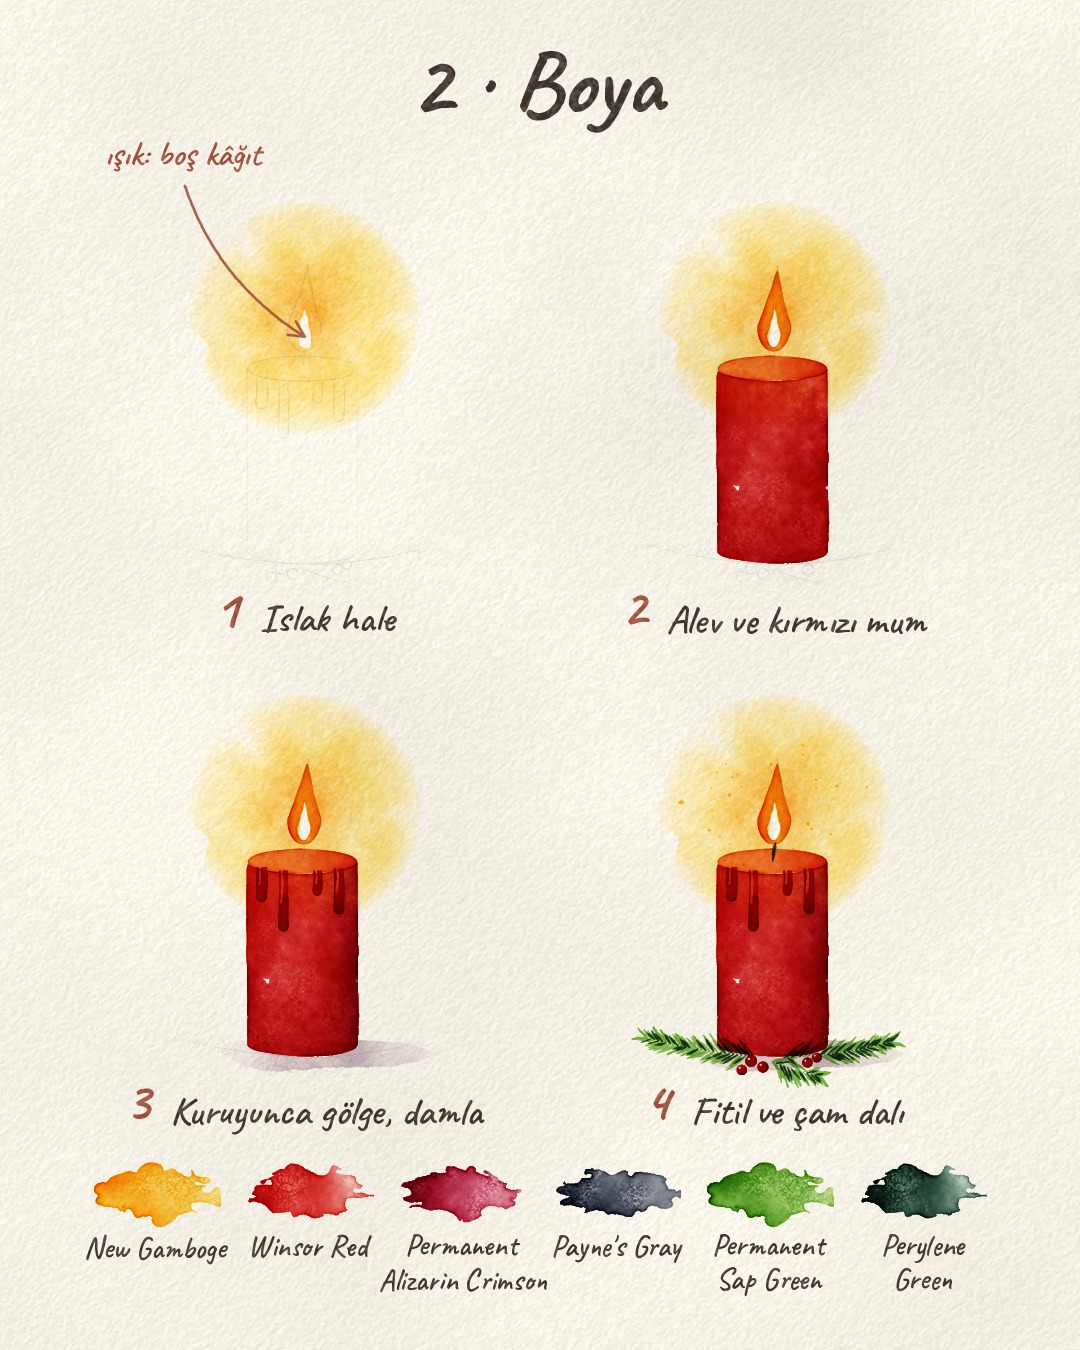 2 · Boya
ışık: boş kâğıt
1 Islak hale
2 Alev ve kırmızı mum
3 Kuruyunca gölge, damla
4 Fitil ve çam dalı
New Gamboge
Winsor Red
Permanent
Alizarin Crimson
Payne's Gray
Permanent
Sap Green
Perylene
Green